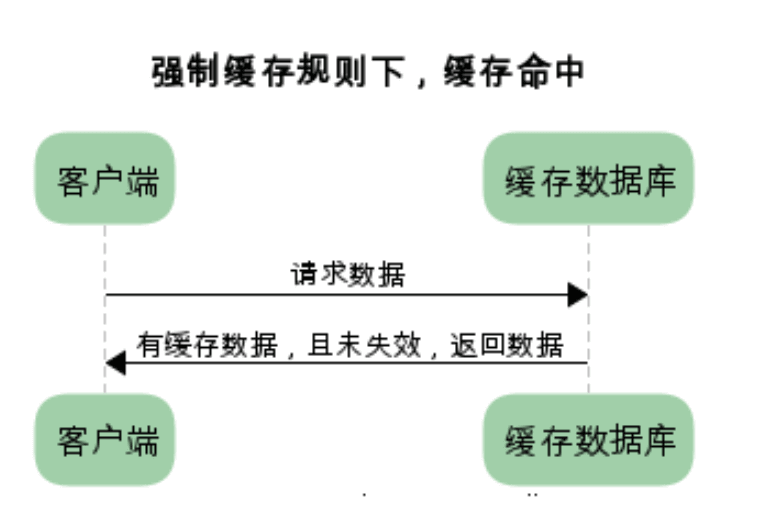 强制缓存规则下，缓存命中
客户端
缓存数据库
请求数据
有缓存数据，且未失效，返回数据
客户端
缓存数据库